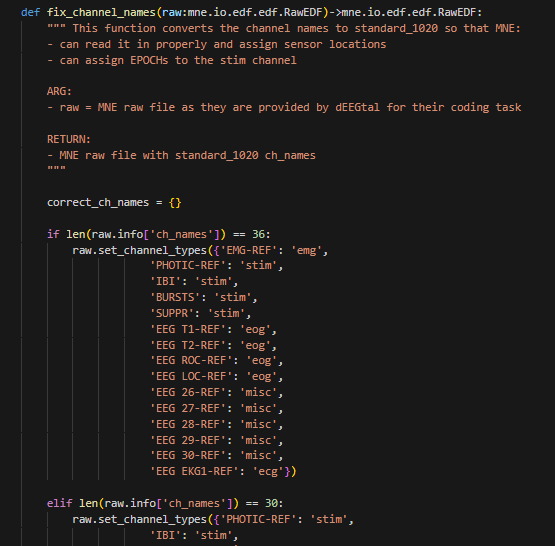 def fix_channel_names(raw:mne.io.edf.edf.RawEDF)->mne.io.edf.edf.RawEDF:
    """ This function converts the channel names to standard_1020 so that MNE:
    - can read it in properly and assign sensor locations
    - can assign EPOCHs to the stim channel

    ARG:
    - raw = MNE raw file as they are provided by dEEGtal for their coding task

    RETURN:
    - MNE raw file with standard_1020 ch_names
    """

    correct_ch_names = {}

    if len(raw.info['ch_names']) == 36:
        raw.set_channel_types({'EMG-REF': 'emg',
                    'PHOTIC-REF': 'stim',
                    'IBI': 'stim',
                    'BURSTS': 'stim',
                    'SUPPR': 'stim',
                    'EEG T1-REF': 'eog',
                    'EEG T2-REF': 'eog',
                    'EEG ROC-REF': 'eog',
                    'EEG LOC-REF': 'eog',
                    'EEG 26-REF': 'misc',
                    'EEG 27-REF': 'misc',
                    'EEG 28-REF': 'misc',
                    'EEG 29-REF': 'misc',
                    'EEG 30-REF': 'misc',
                    'EEG EKG1-REF': 'ecg'})

    elif len(raw.info['ch_names']) == 30:
        raw.set_channel_types({'PHOTIC-REF': 'stim',
                    'IBI': 'stim',